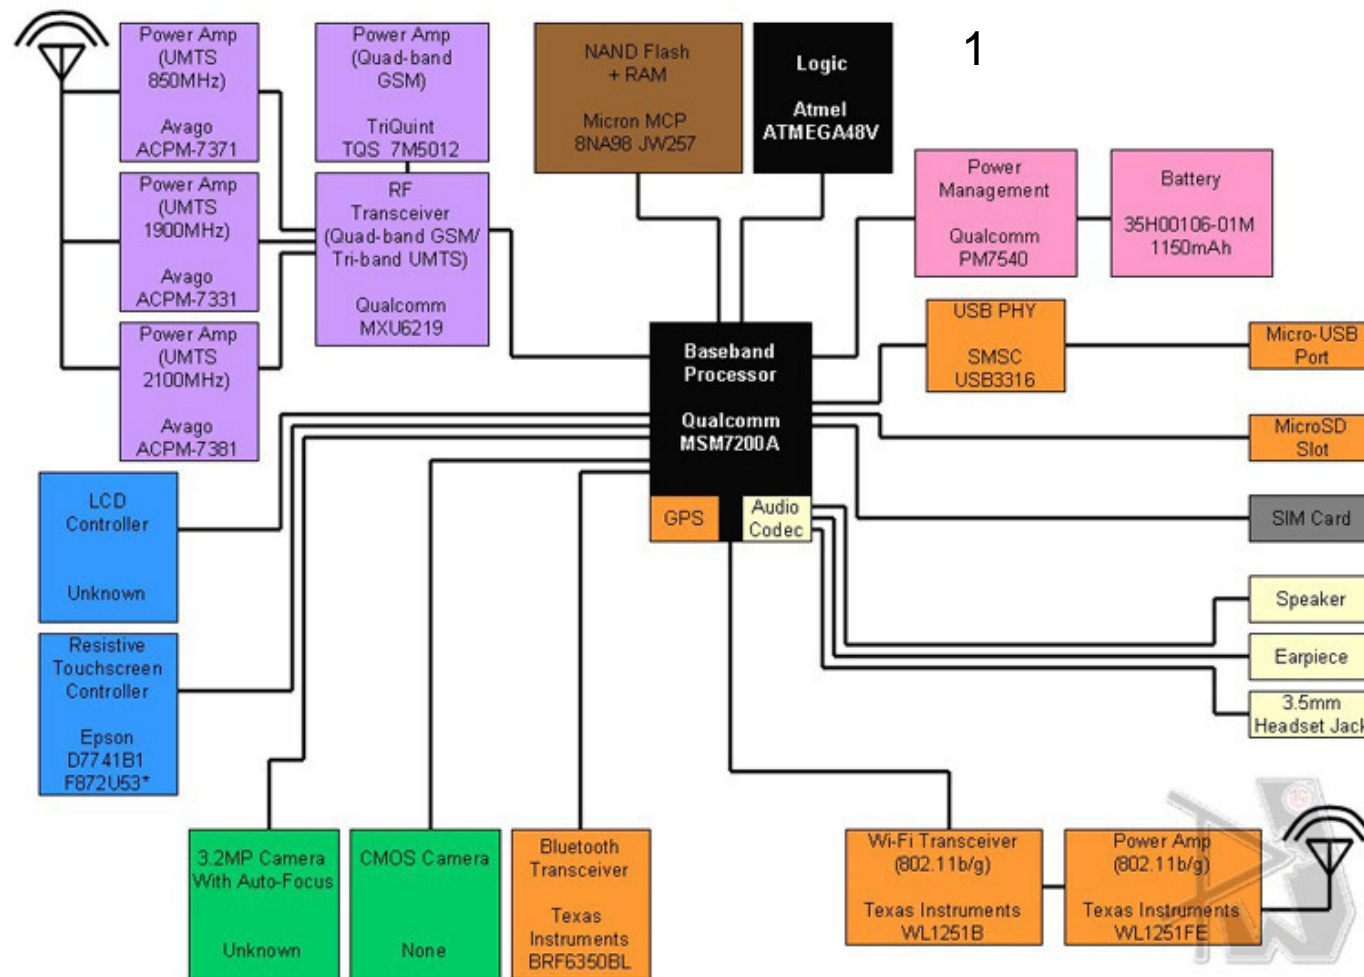 Power Amp
(UMTS
850MHz)
Avago
ACPM-7371
Power Amp
(Quad-band
GSM)
TriQuint
TQS 7M5012
NAND Flash
+ RAM
Micron MCP
8NA98 JW257
Logic
Atmel
ATMEGA48V
1
Power Amp
(UMTS
1900MHz)
Avago
ACPM-7331
RF
Transceiver
(Quad-band GSM/
Tri-band UMTS)
Qualcomm
MXU6219
Power
Management
Qualcomm
PM7540
Battery
35H00106-01M
1150mAh
Power Amp
(UMTS
2100MHz)
Avago
ACPM-7381
Baseband
Processor
Qualcomm
MSM7200A
GPS
Audio
Codec
USB PHY
SMSC
USB3316
Micro-USB
Port
MicroSD
Slot
SIM Card
Speaker
Earpiece
3.5mm
Headset Jack
LCD
Controller
Unknown
Resistive
Touchscreen
Controller
Epson
D7741B1
F872U53*
3.2MP Camera
With Auto-Focus
Unknown
CMOS Camera
None
Bluetooth
Transceiver
Texas
Instruments
BRF6350BL
Wi-Fi Transceiver
(802.11b/g)
Texas Instruments
WL1251B
Power Amp
(802.11b/g)
Texas Instruments
WL1251FE